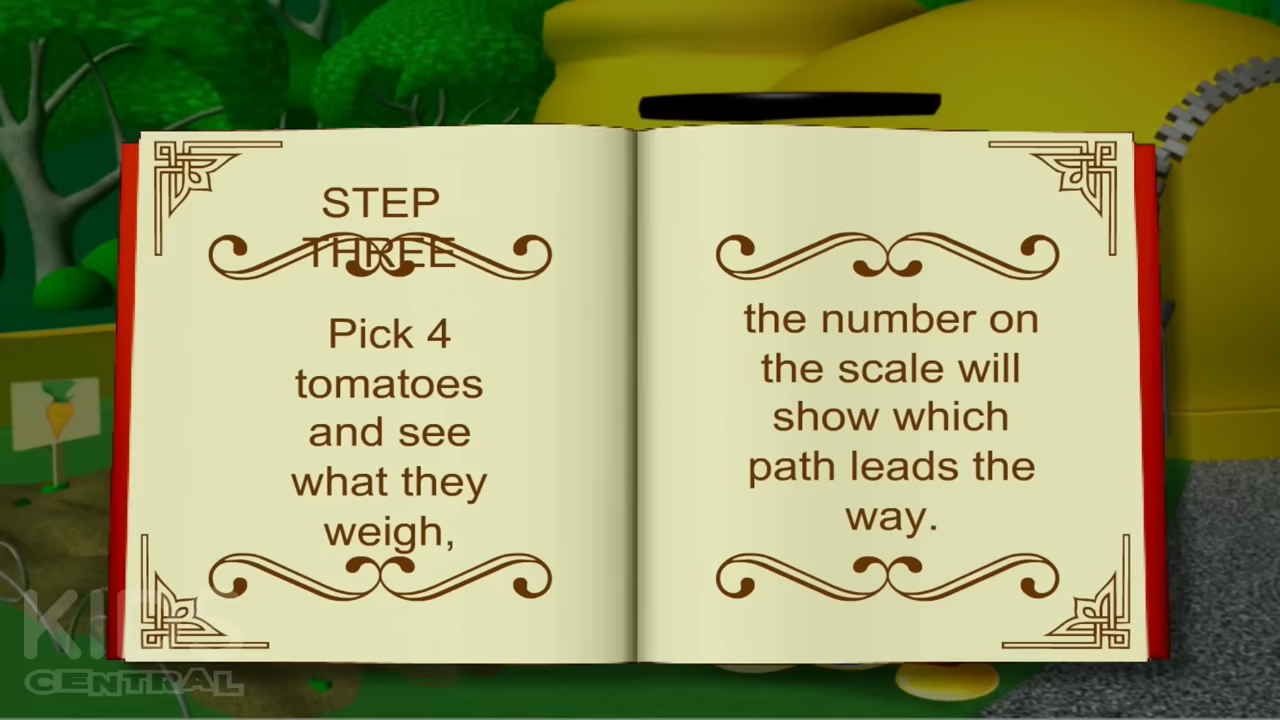 STEP
THREE
Pick 4
tomatoes
and see
what they
weigh,
the number on
the scale will
show which
path leads the
way.
KIDS
CENTRAL